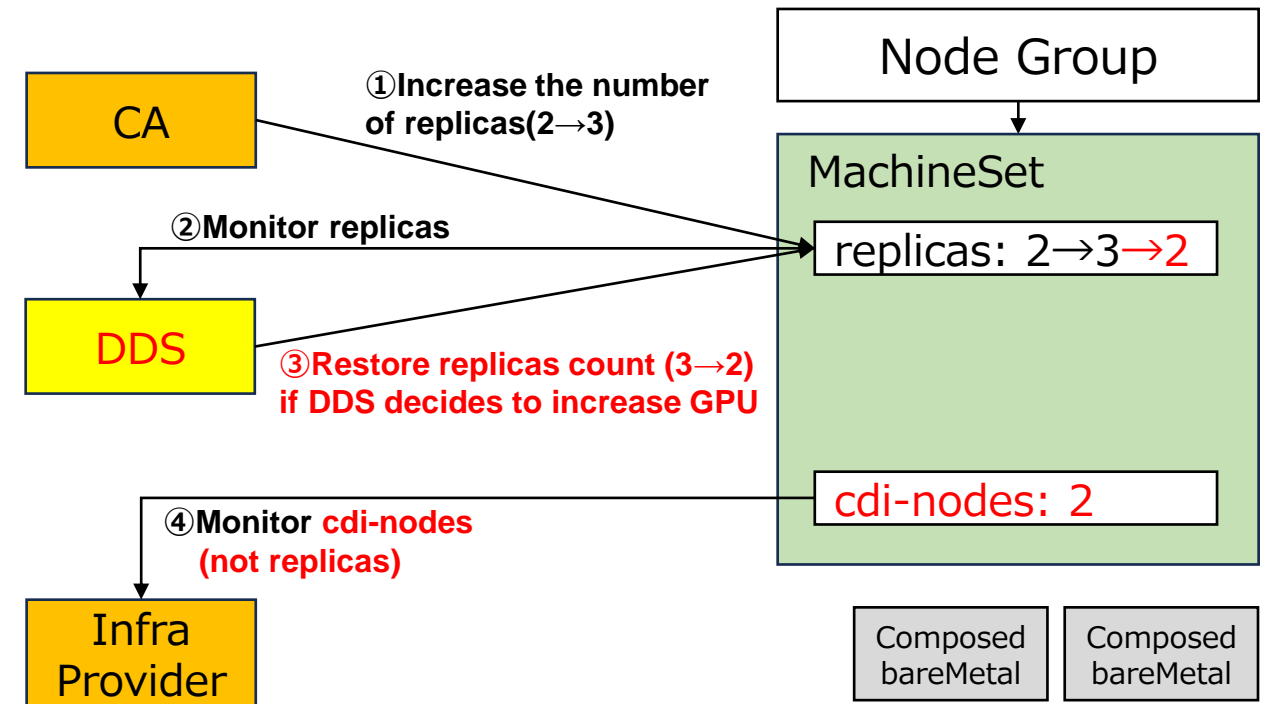 Node Group
①Increase the number
of replicas(2→3)
CA
MachineSet
②Monitor replicas
replicas: 2→3→2
DDS
③Restore replicas count (3→2)
if DDS decides to increase GPU
cdi-nodes: 2
④Monitor cdi-nodes
(not replicas)
Infra
Provider
Composed
bareMetal
Composed
bareMetal